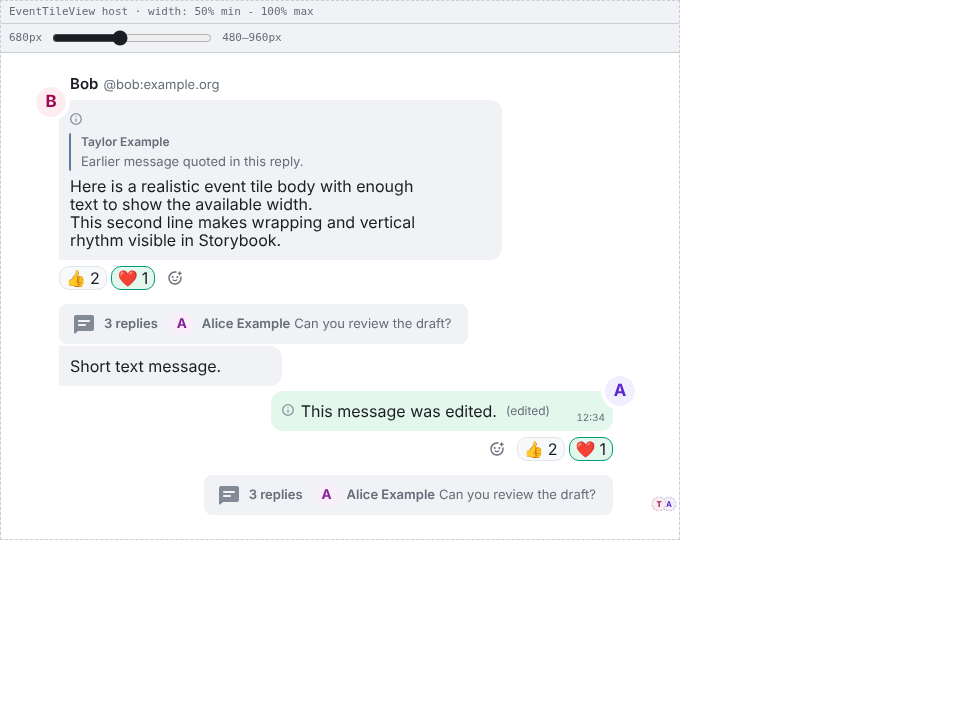 EventTileView host · width: 50% min - 100% max
680px 480–960px
Bob @bob:example.org
B
Taylor Example
Earlier message quoted in this reply.
Here is a realistic event tile body with enough
text to show the available width.
This second line makes wrapping and vertical
rhythm visible in Storybook.
👍 2 ❤️ 1
3 replies A Alice Example Can you review the draft?
Short text message.
A
This message was edited. (edited) 12:34
👍 2 ❤️ 1
3 replies A Alice Example Can you review the draft?
T A